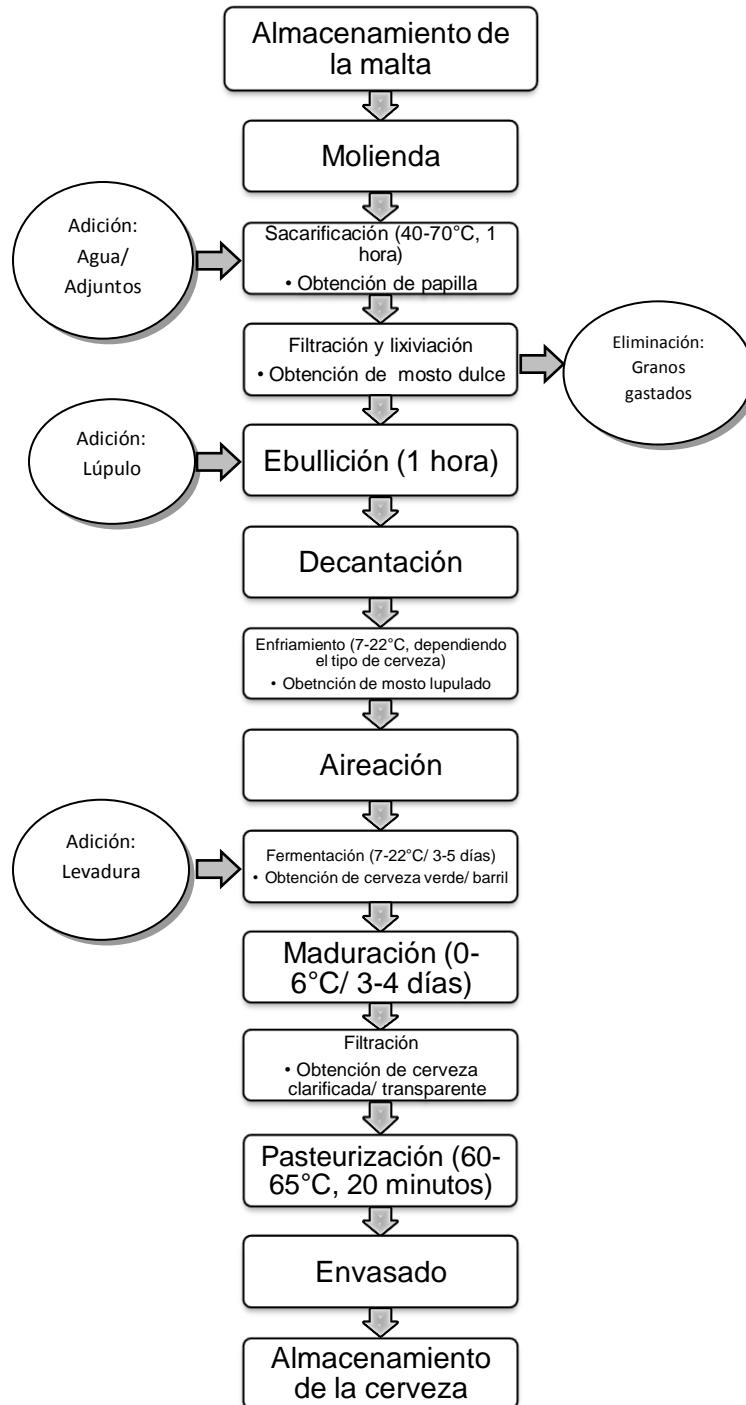 Almacenamiento de
la malta
Molienda
Adición:
Agua/
Adjuntos
Sacarificación (40-70°C, 1
hora)
• Obtención de papilla
Filtración y lixiviación
• Obtención de mosto dulce
Eliminación:
Granos
gastados
Adición:
Lúpulo
Ebullición (1 hora)
Decantación
Enfriamiento (7-22°C, dependiendo
el tipo de cerveza)
• Obetnción de mosto lupulado
Aireación
Adición:
Levadura
Fermentación (7-22°C/ 3-5 días)
• Obtención de cerveza verde/ barril
Maduración (0-
6°C/ 3-4 días)
Filtración
• Obtención de cerveza
clarificada/ transparente
Pasteurización (60-
65°C, 20 minutos)
Envasado
Almacenamiento
de la cerveza